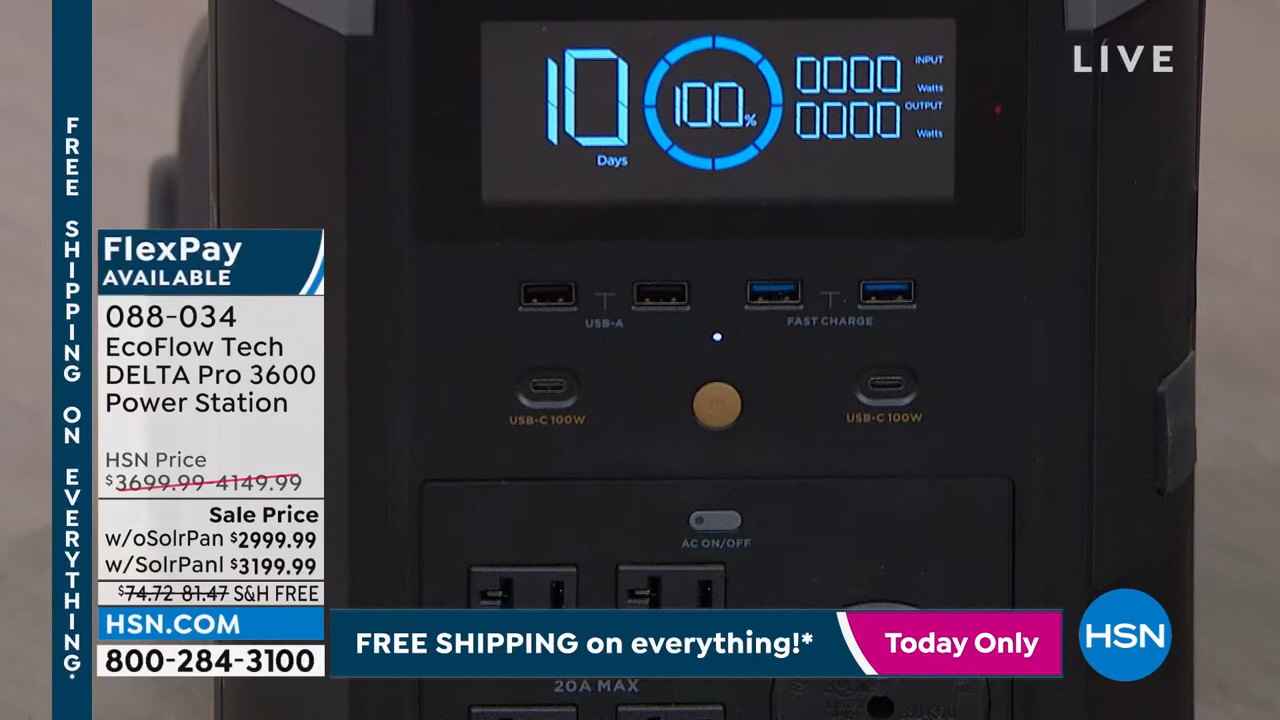 FREE SHIPPING ON EVERYTHING!*
LIVE
10
Days
100%
0000
INPUT
Watts
0000
OUTPUT
Watts
USB-A
FAST CHARGE
USB-C 100W
USB-C 100W
AC ON/OFF
20A MAX
FlexPay
AVAILABLE
088-034
EcoFlow Tech
DELTA Pro 3600
Power Station
HSN Price
$3699.99-4149.99
Sale Price
w/oSolrPan $2999.99
w/SolrPanl $3199.99
$74.72-81.47 S&H FREE
HSN.COM
800-284-3100
FREE SHIPPING on everything!*
Today Only
HSN